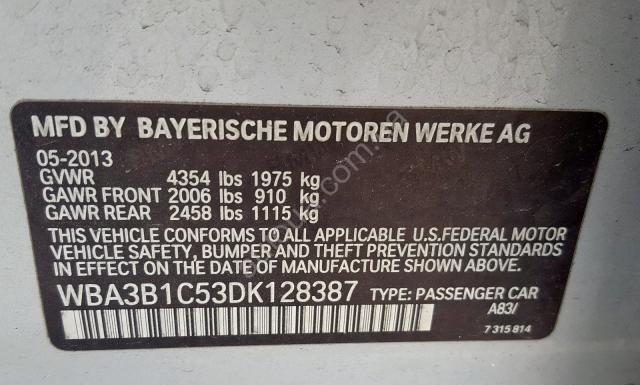 MFD BY BAYERISCHE MOTOREN WERKE AG
05-2013
GVWR 4354 lbs 1975 kg
GAWR FRONT 2006 lbs 910 kg
GAWR REAR 2458 lbs 1115 kg
THIS VEHICLE CONFORMS TO ALL APPLICABLE U.S.FEDERAL MOTOR
VEHICLE SAFETY, BUMPER AND THEFT PREVENTION STANDARDS
IN EFFECT ON THE DATE OF MANUFACTURE SHOWN ABOVE.
WBA3B1C53DK128387 TYPE: PASSENGER CAR
A83/
7 315 814